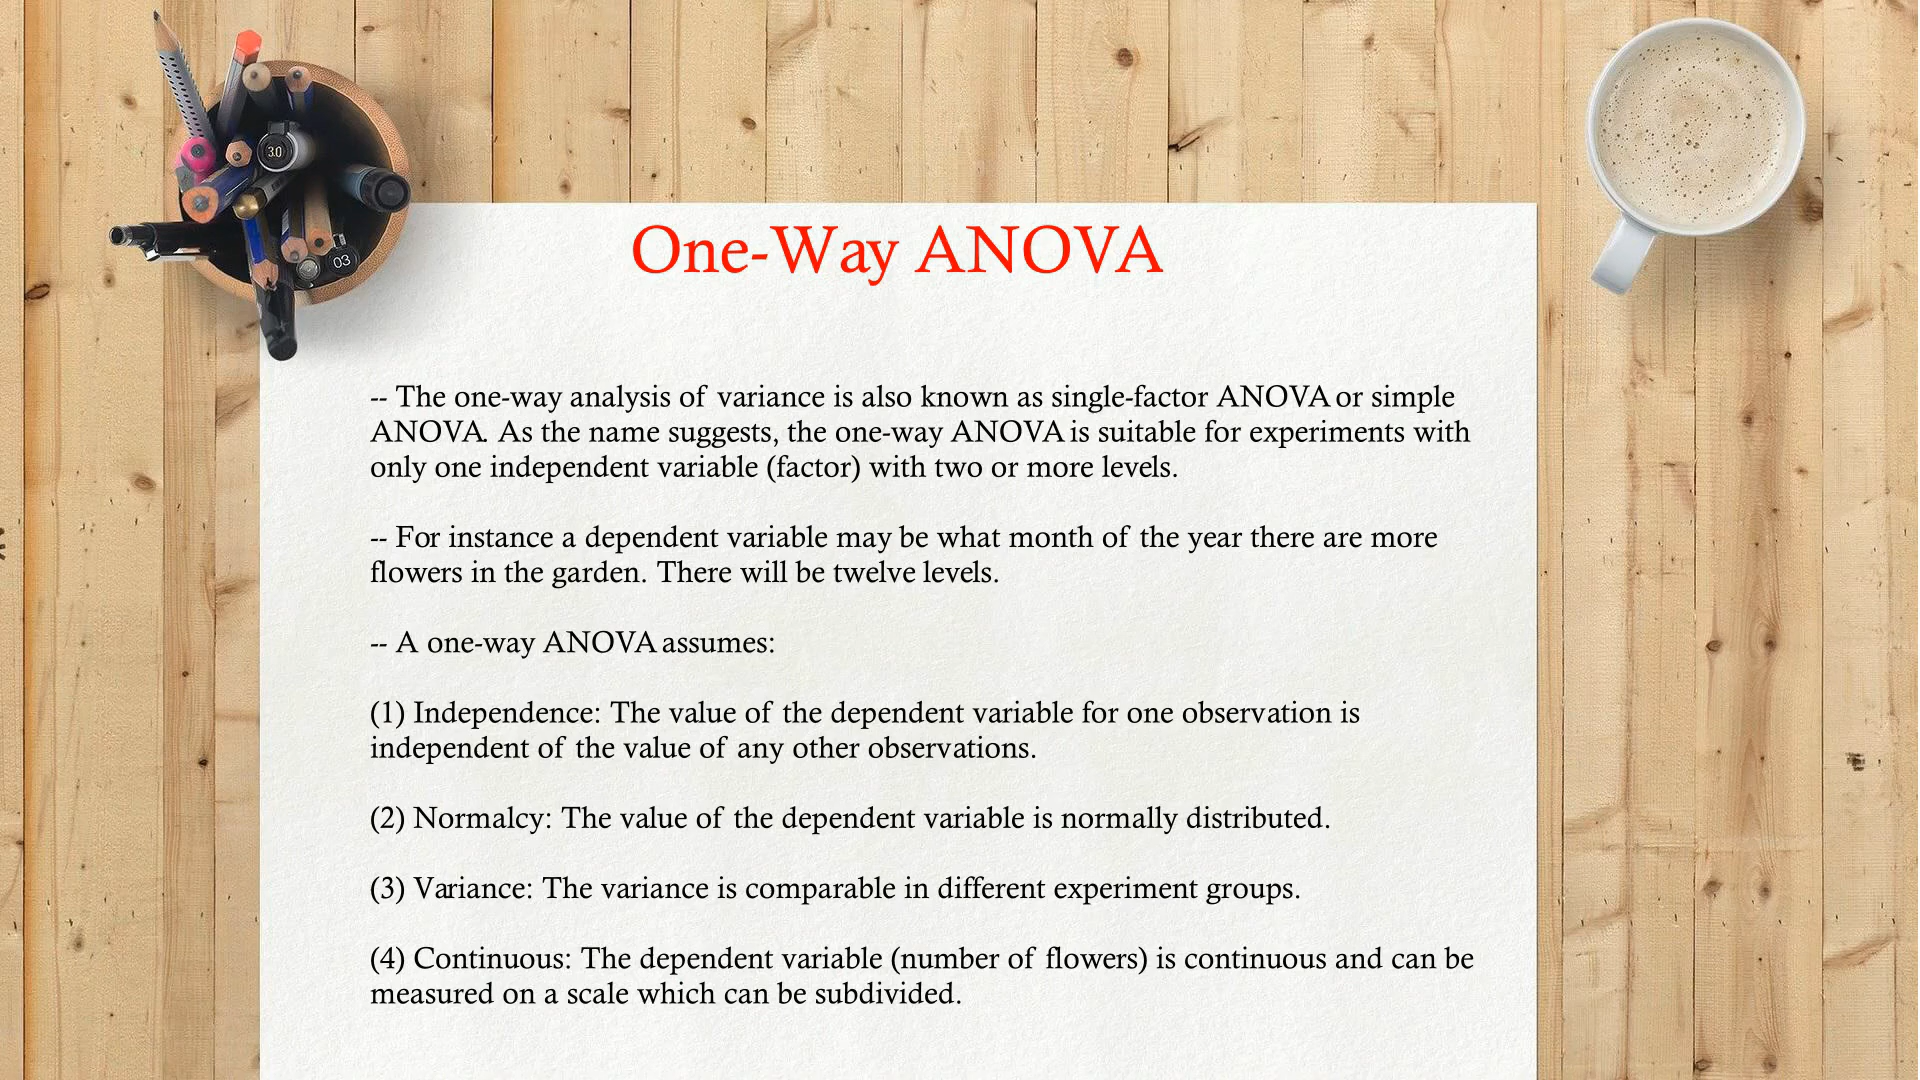 3.0
03
One-Way ANOVA
-- The one-way analysis of variance is also known as single-factor ANOVA or simple
ANOVA. As the name suggests, the one-way ANOVA is suitable for experiments with
only one independent variable (factor) with two or more levels.
-- For instance a dependent variable may be what month of the year there are more
flowers in the garden. There will be twelve levels.
-- A one-way ANOVA assumes:
(1) Independence: The value of the dependent variable for one observation is
independent of the value of any other observations.
(2) Normalcy: The value of the dependent variable is normally distributed.
(3) Variance: The variance is comparable in different experiment groups.
(4) Continuous: The dependent variable (number of flowers) is continuous and can be
measured on a scale which can be subdivided.